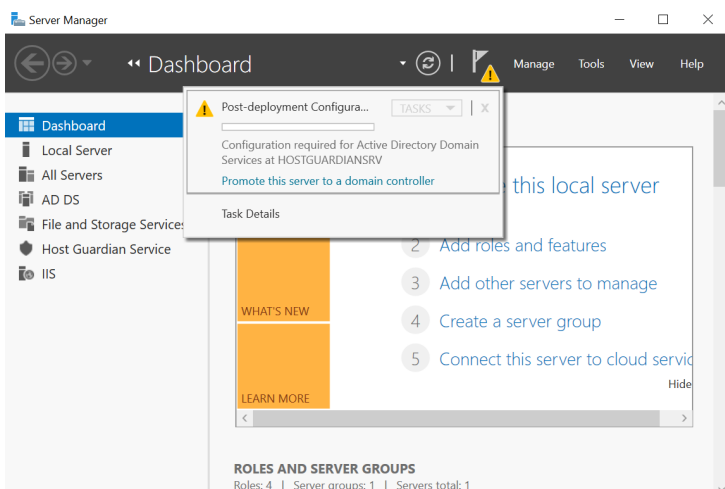 Server Manager
Dashboard
Manage Tools View Help
Post-deployment Configura...
TASKS
Configuration required for Active Directory Domain
Services at HOSTGUARDIANSRV
Promote this server to a domain controller
Task Details
Dashboard
Local Server
All Servers
AD DS
File and Storage Services
Host Guardian Service
IIS
this local server
2 Add roles and features
3 Add other servers to manage
4 Create a server group
5 Connect this server to cloud servic
WHAT'S NEW
LEARN MORE
Hide
ROLES AND SERVER GROUPS
Roles: 4 | Server groups: 1 | Servers total: 1